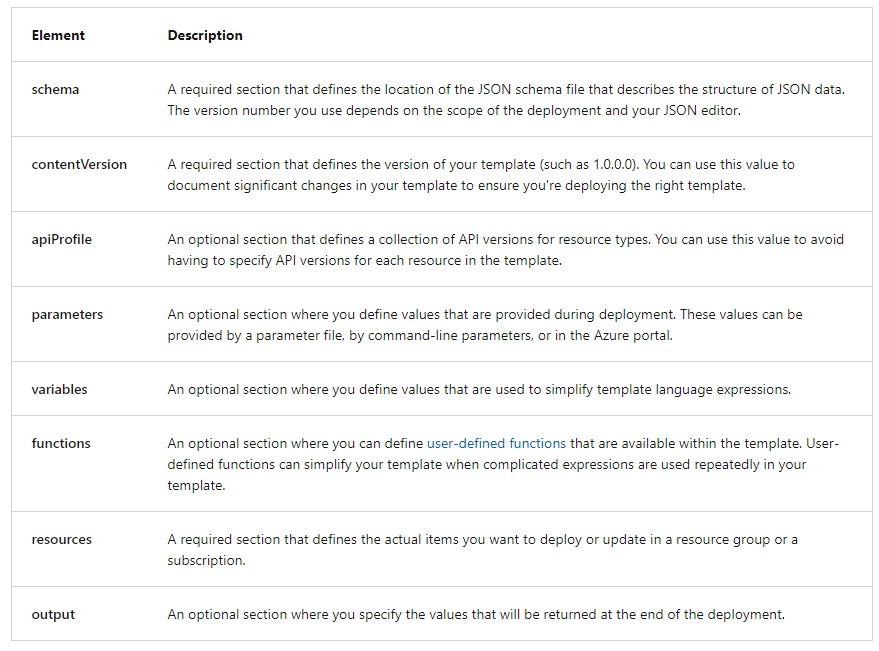 Element Description
schema A required section that defines the location of the JSON schema file that describes the structure of JSON data.
The version number you use depends on the scope of the deployment and your JSON editor.
contentVersion A required section that defines the version of your template (such as 1.0.0.0). You can use this value to
document significant changes in your template to ensure you're deploying the right template.
apiProfile An optional section that defines a collection of API versions for resource types. You can use this value to avoid
having to specify API versions for each resource in the template.
parameters An optional section where you define values that are provided during deployment. These values can be
provided by a parameter file, by command-line parameters, or in the Azure portal.
variables An optional section where you define values that are used to simplify template language expressions.
functions An optional section where you can define user-defined functions that are available within the template. User-
defined functions can simplify your template when complicated expressions are used repeatedly in your
template.
resources A required section that defines the actual items you want to deploy or update in a resource group or a
subscription.
output An optional section where you specify the values that will be returned at the end of the deployment.